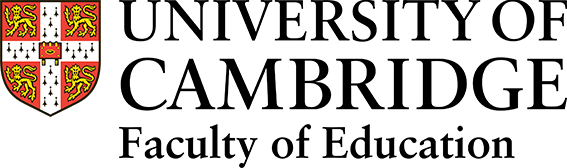 UNIVERSITY OF
CAMBRIDGE
Faculty of Education